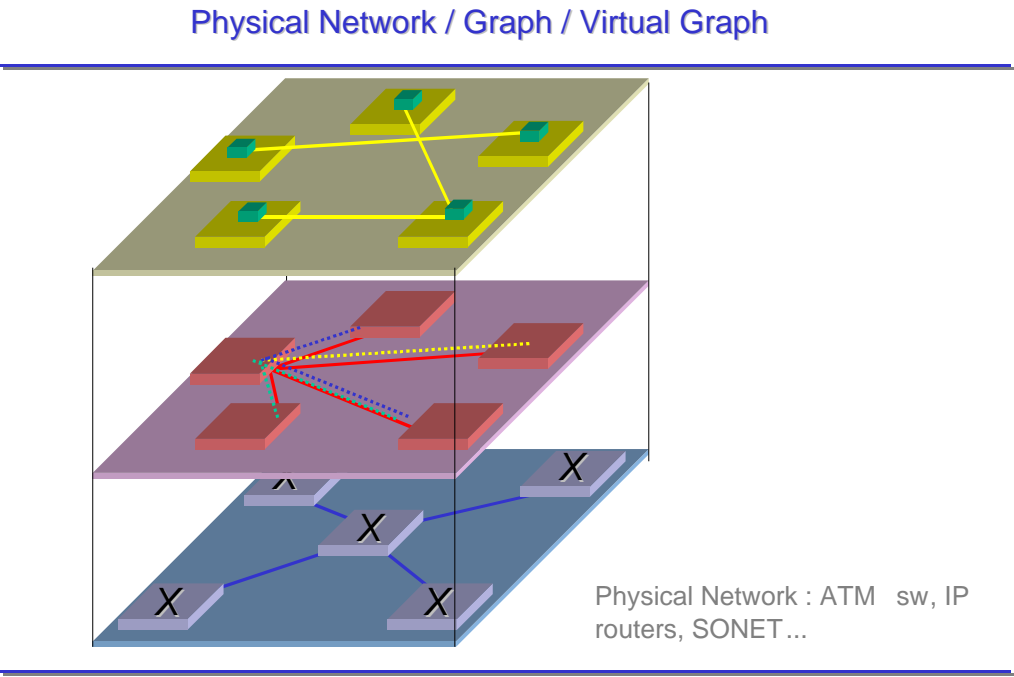 Physical Network / Graph / Virtual Graph
X
X
X
X
X
Physical Network : ATM sw, IP
routers, SONET...